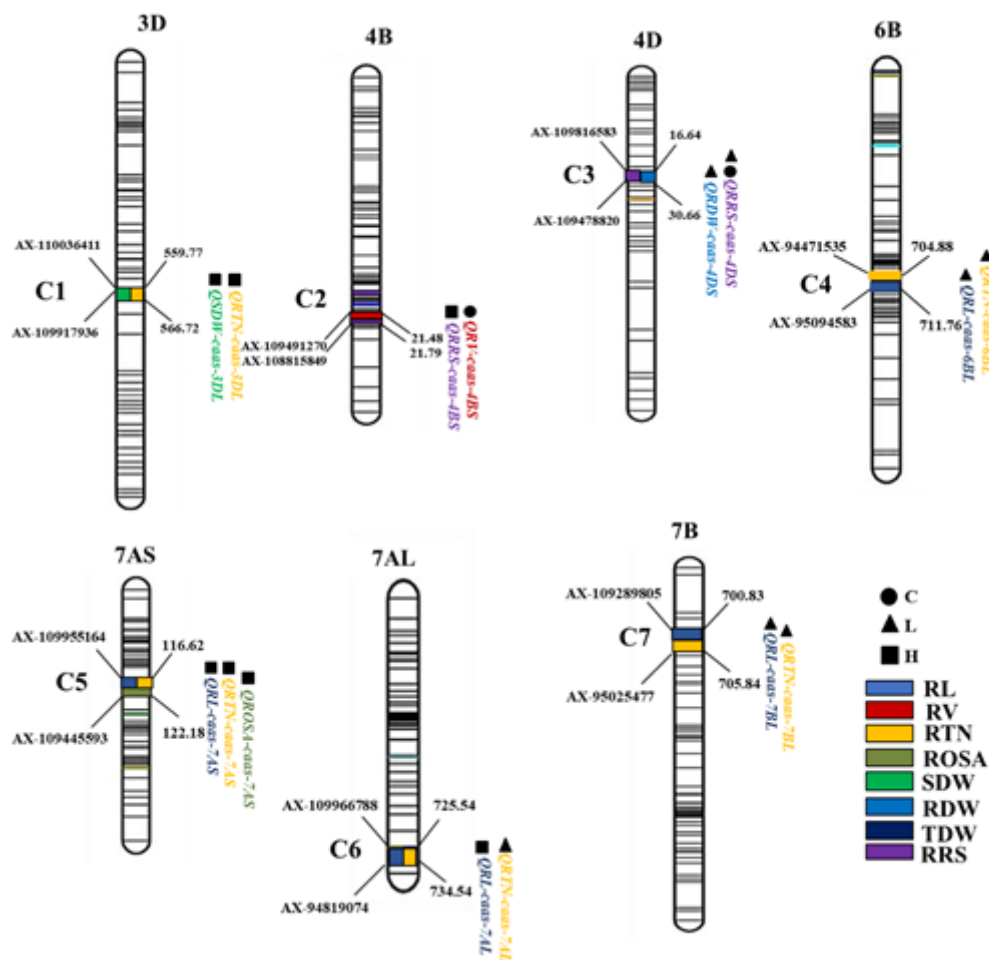 3D
4B
4D
6B
AX-110036411
559.77
C1
AX-109917936
566.72
QSDW-caas-3DL
QRTN-caas-3DL
C2
AX-109491270
AX-108815849
21.48
21.79
QRRS-caas-4BS
QRV-caas-4BS
AX-109816583
16.64
C3
AX-109478820
30.66
QRDW-caas-4DS
QRRS-caas-4DS
AX-94471535
704.88
C4
AX-95094583
711.76
QRL-caas-6BL
QRTN-caas-6BL
7AS
7AL
7B
AX-109955164
116.62
C5
AX-109445593
122.18
QRL-caas-7AS
QRTN-caas-7AS
QROSA-caas-7AS
AX-109966788
725.54
C6
AX-94819074
734.54
QRL-caas-7AL
QRTN-caas-7AL
AX-109289805
700.83
C7
AX-95025477
705.84
QRL-caas-7BL
QRTN-caas-7BL
C
L
H
RL
RV
RTN
ROSA
SDW
RDW
TDW
RRS